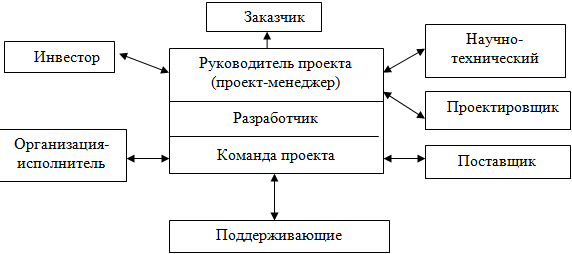 Заказчик
Инвестор
Руководитель проекта
(проект-менеджер)
Научно-
технический
Проектировщик
Разработчик
Организация-
исполнитель
Команда проекта
Поставщик
Поддерживающие